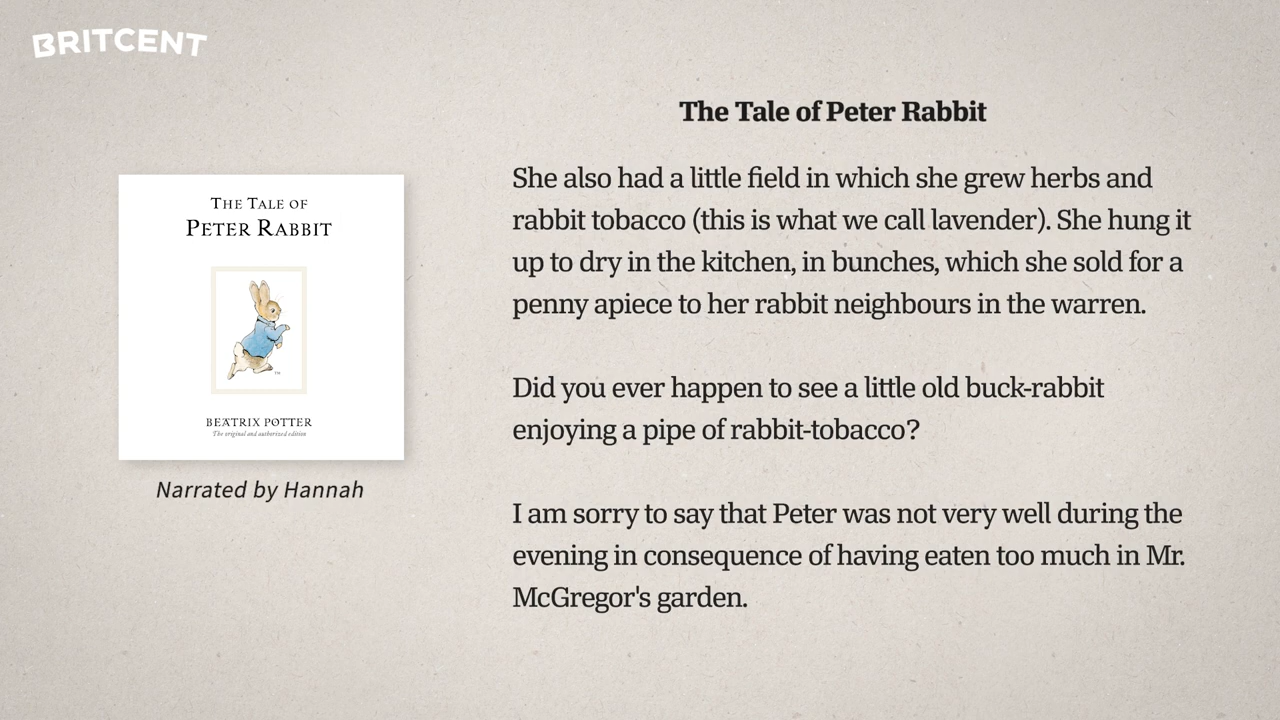 BRITCENT
The Tale of Peter Rabbit
THE TALE OF
PETER RABBIT
™
BEATRIX POTTER
The original and authorized edition
Narrated by Hannah
She also had a little field in which she grew herbs and
rabbit tobacco (this is what we call lavender). She hung it
up to dry in the kitchen, in bunches, which she sold for a
penny apiece to her rabbit neighbours in the warren.
Did you ever happen to see a little old buck-rabbit
enjoying a pipe of rabbit-tobacco?
I am sorry to say that Peter was not very well during the
evening in consequence of having eaten too much in Mr.
McGregor's garden.